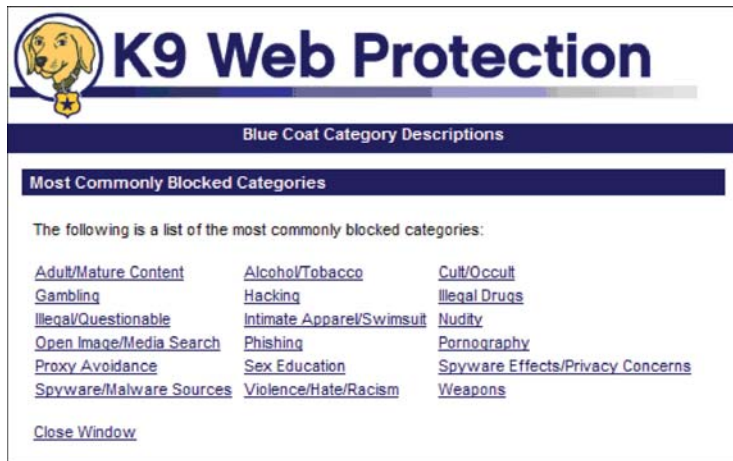 K9 Web Protection
Blue Coat Category Descriptions
Most Commonly Blocked Categories
The following is a list of the most commonly blocked categories:
Adult/Mature Content Alcohol/Tobacco Cult/Occult
Gambling Hacking Illegal Drugs
Illegal/Questionable Intimate Apparel/Swimsuit Nudity
Open Image/Media Search Phishing Pornography
Proxy Avoidance Sex Education Spyware Effects/Privacy Concerns
Spyware/Malware Sources Violence/Hate/Racism Weapons
Close Window